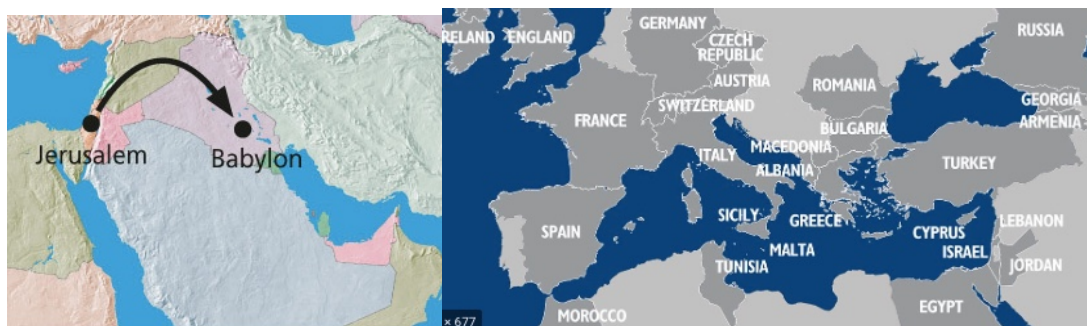 Jerusalem
Babylon
IRELAND
ENGLAND
GERMANY
CZECH
REPUBLIC
AUSTRIA
SWITZERLAND
FRANCE
ROMANIA
RUSSIA
GEORGIA
ARMENIA
BULGARIA
MACEDONIA
ITALY
ALBANIA
TURKEY
SPAIN
SICILY
GREECE
CYPRUS
LEBANON
ISRAEL
MALTA
TUNISIA
JORDAN
EGYPT
MOROCCO
× 677